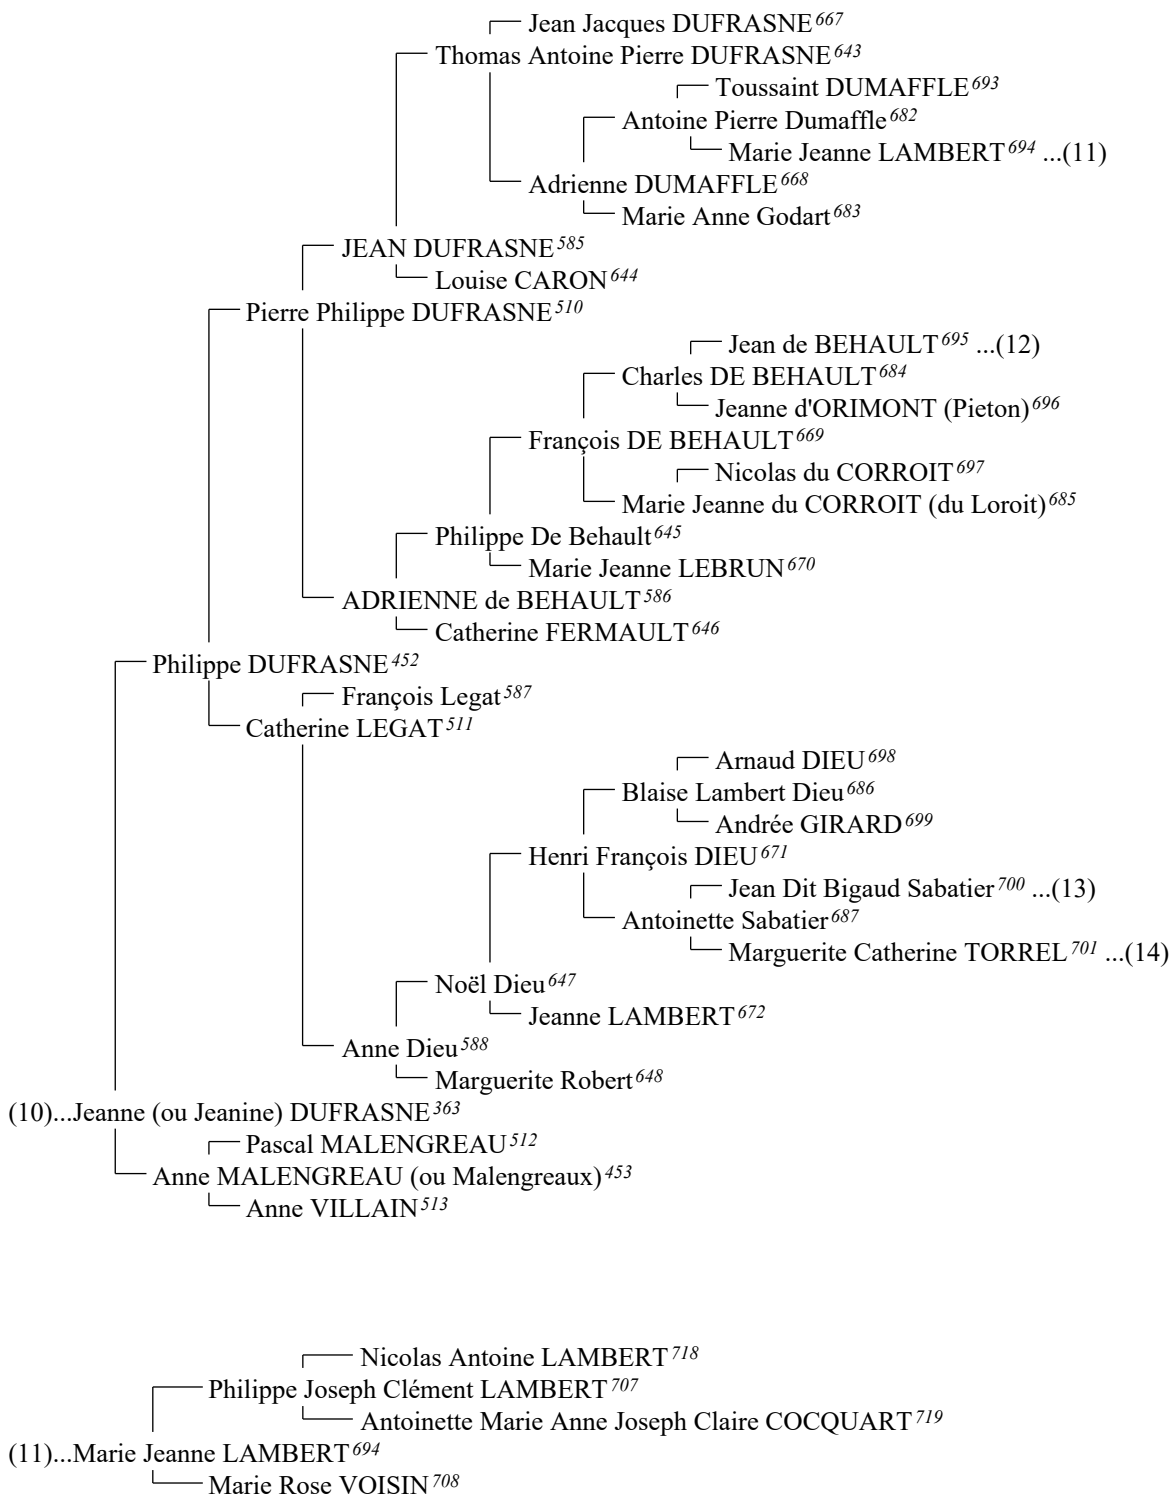 Jean Jacques DUFRASNE667
Thomas Antoine Pierre DUFRASNE643
Toussaint DUMAFFLE693
Antoine Pierre Dumaffle682
Marie Jeanne LAMBERT694 ...(11)
Adrienne DUMAFFLE668
Marie Anne Godart683
JEAN DUFRASNE585
Louise CARON644
Pierre Philippe DUFRASNE510
Jean de BEHAULT695 ...(12)
Charles DE BEHAULT684
Jeanne d'ORIMONT (Pieton)696
François DE BEHAULT669
Nicolas du CORROIT697
Marie Jeanne du CORROIT (du Loroit)685
Philippe De Behault645
Marie Jeanne LEBRUN670
ADRIENNE de BEHAULT586
Catherine FERMAULT646
Philippe DUFRASNE452
François Legat587
Catherine LEGAT511
Arnaud DIEU698
Blaise Lambert Dieu686
Andrée GIRARD699
Henri François DIEU671
Jean Dit Bigaud Sabatier700 ...(13)
Antoinette Sabatier687
Marguerite Catherine TORREL701 ...(14)
Noël Dieu647
Jeanne LAMBERT672
Anne Dieu588
Marguerite Robert648
(10)...Jeanne (ou Jeanine) DUFRASNE363
Pascal MALENGREAU512
Anne MALENGREAU (ou Malengreaux)453
Anne VILLAIN513
Nicolas Antoine LAMBERT718
Philippe Joseph Clément LAMBERT707
Antoinette Marie Anne Joseph Claire COCQUART719
(11)...Marie Jeanne LAMBERT694
Marie Rose VOISIN708